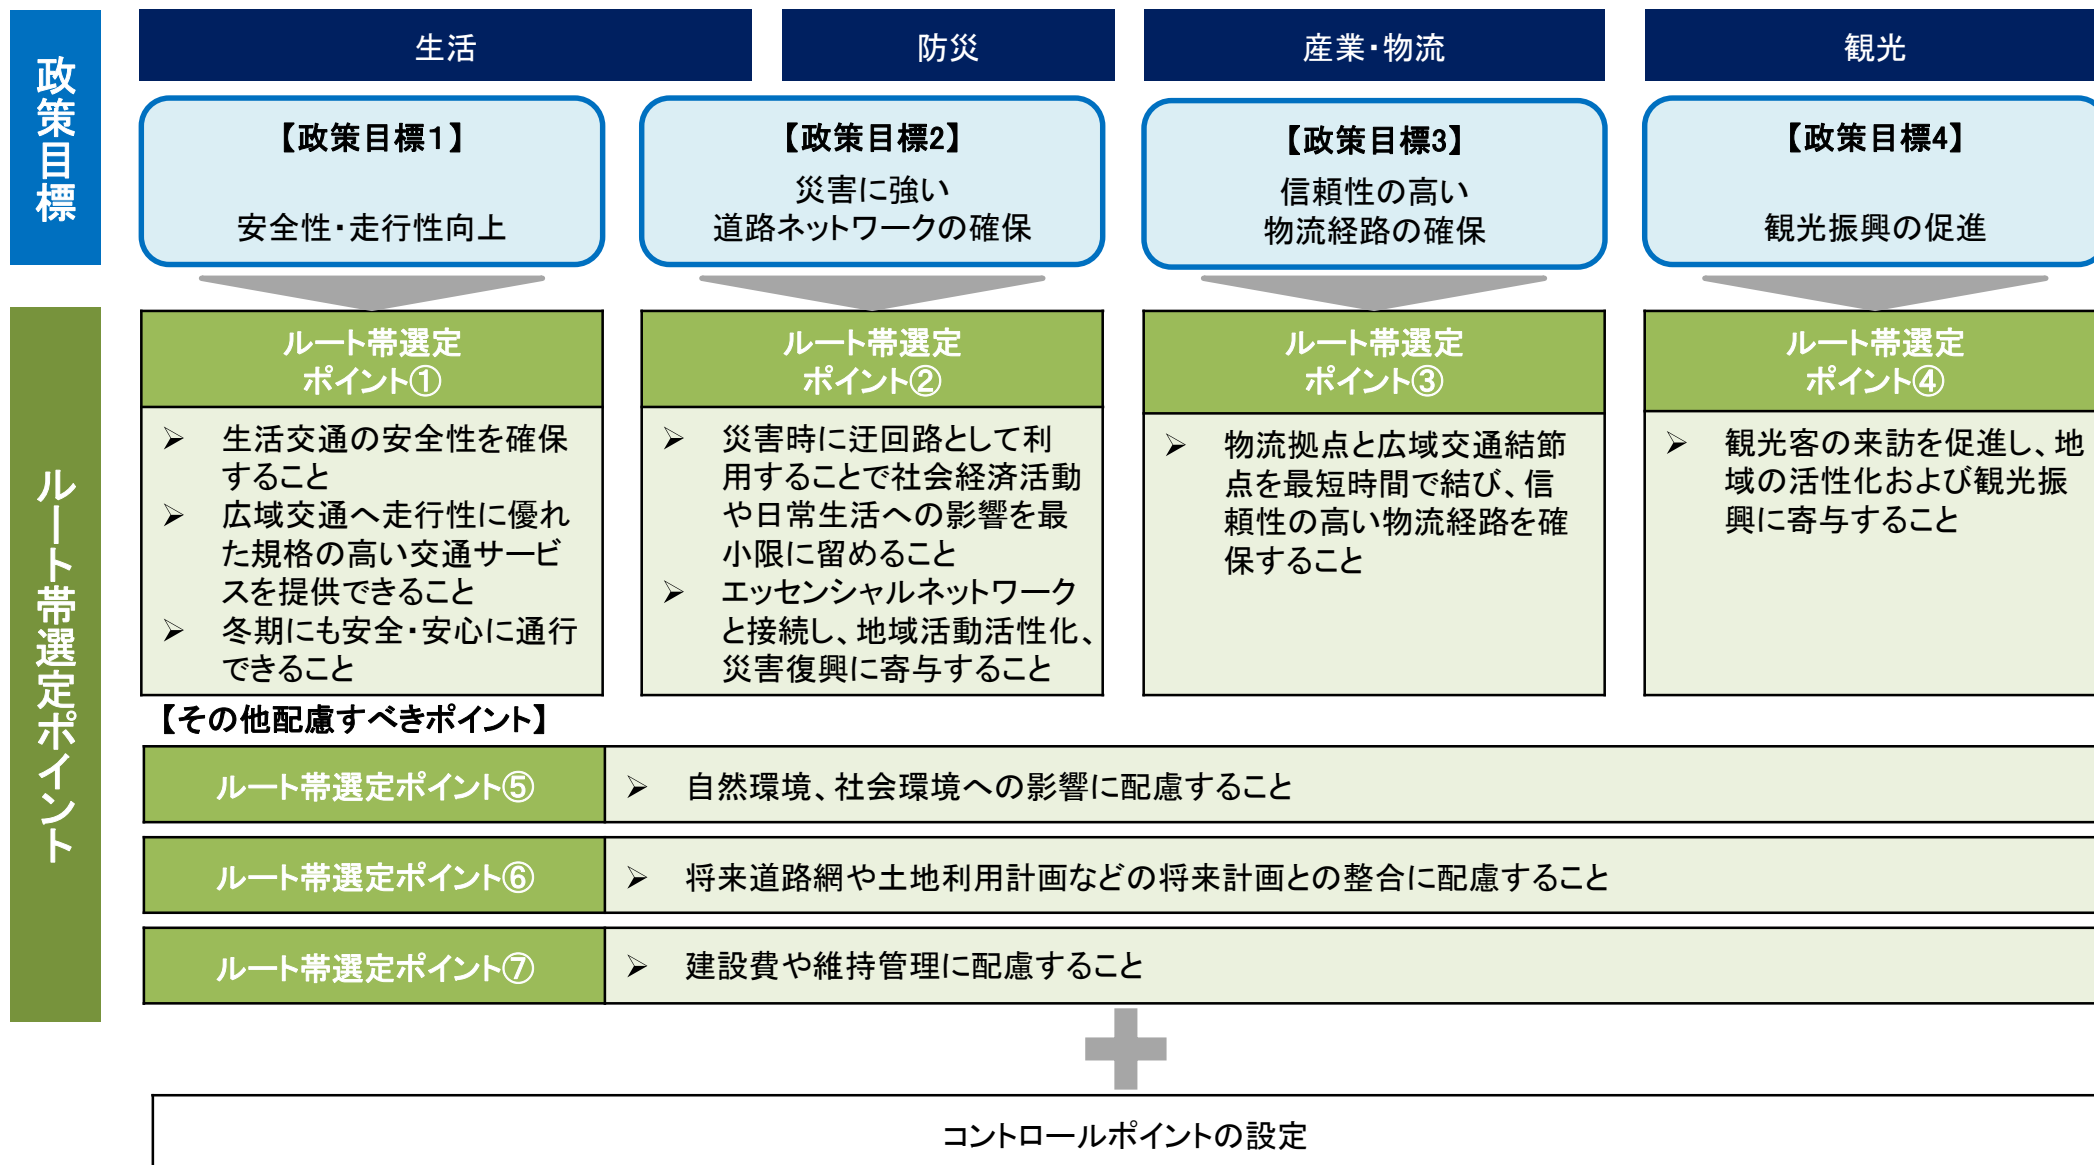 政策目標
生活
防災
産業・物流
観光
【政策目標1】
安全性・走行性向上
【政策目標2】
災害に強い
道路ネットワークの確保
【政策目標3】
信頼性の高い
物流経路の確保
【政策目標4】
観光振興の促進
ルート帯選定ポイント
ルート帯選定
ポイント①
➢ 生活交通の安全性を確保
すること
➢ 広域交通へ走行性に優れ
た規格の高い交通サービ
スを提供できること
➢ 冬期にも安全・安心に通行
できること
ルート帯選定
ポイント②
➢ 災害時に迂回路として利
用することで社会経済活動
や日常生活への影響を最
小限に留めること
➢ エッセンシャルネットワーク
と接続し、地域活動活性化、
災害復興に寄与すること
ルート帯選定
ポイント③
➢ 物流拠点と広域交通結節
点を最短時間で結び、信
頼性の高い物流経路を確
保すること
ルート帯選定
ポイント④
➢ 観光客の来訪を促進し、地
域の活性化および観光振
興に寄与すること
【その他配慮すべきポイント】
ルート帯選定ポイント⑤
➢ 自然環境、社会環境への影響に配慮すること
ルート帯選定ポイント⑥
➢ 将来道路網や土地利用計画などの将来計画との整合に配慮すること
ルート帯選定ポイント⑦
➢ 建設費や維持管理に配慮すること
コントロールポイントの設定